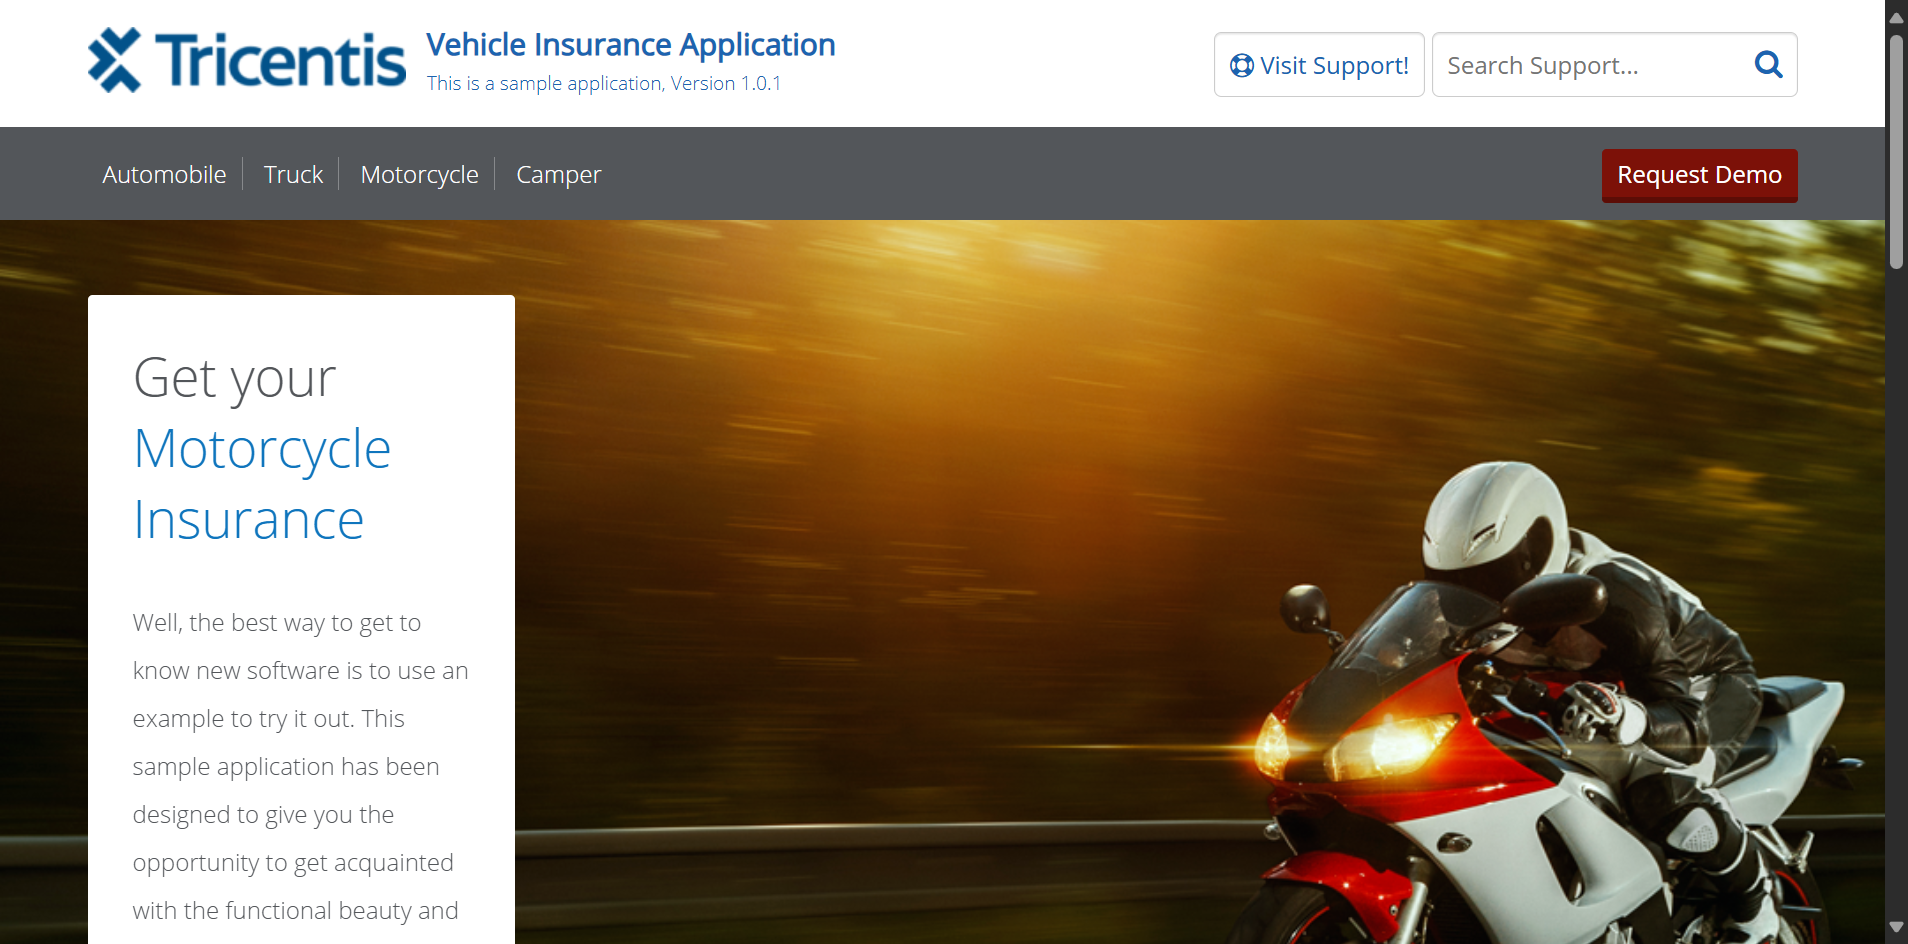 Tricentis
Vehicle Insurance Application
This is a sample application, Version 1.0.1
Visit Support!
Search Support...
Automobile
Truck
Motorcycle
Camper
Request Demo
Get your
Motorcycle
Insurance
Well, the best way to get to
know new software is to use an
example to try it out. This
sample application has been
designed to give you the
opportunity to get acquainted
with the functional beauty and